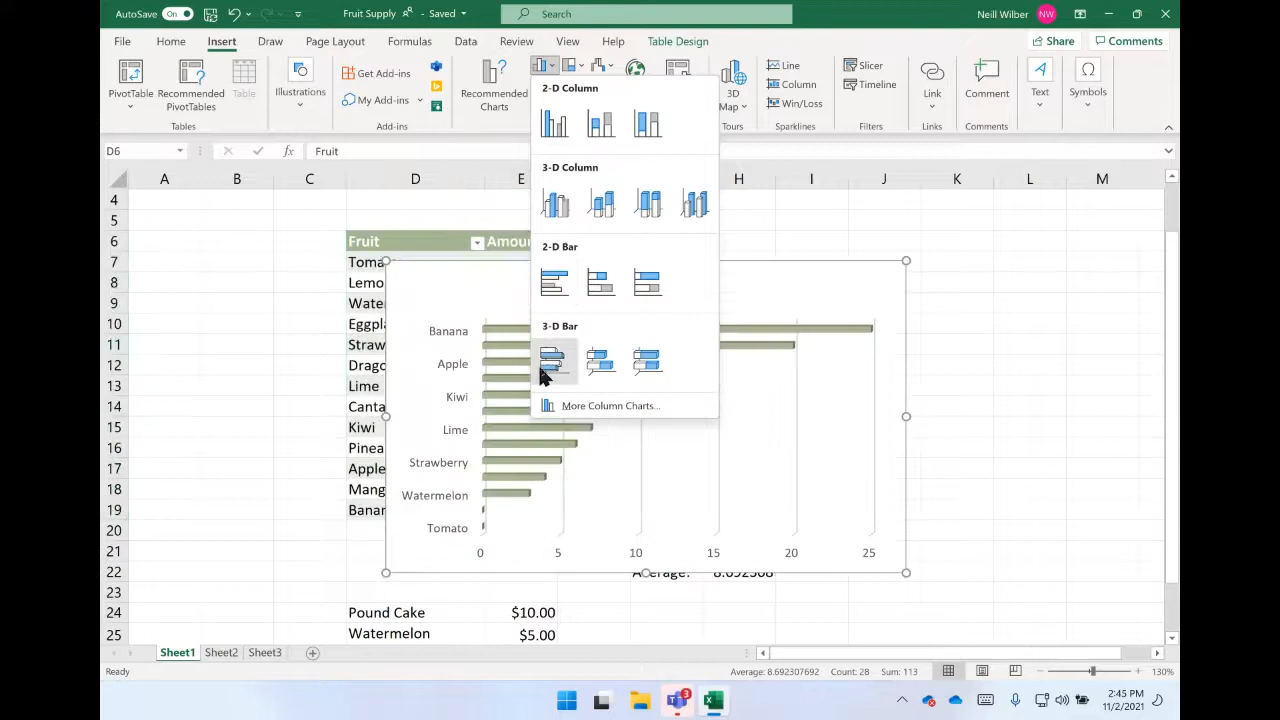 AutoSave On Fruit Supply - Saved Search Neill Wilber NW
File Home Insert Draw Page Layout Formulas Data Review View Help Table Design Share Comments
PivotTable Recommended PivotTables Table Illustrations Get Add-ins My Add-ins Recommended Charts 3D Map Line Column Win/Loss Slicer Timeline Link Comment Text Symbols
Tables Add-ins Tours Sparklines Filters Links Comments
2-D Column
3-D Column
2-D Bar
3-D Bar
More Column Charts...
D6 fx Fruit
A B C D E H I J K L M
4
5
6 Fruit Amoun
7 Toma
8 Lemo
9 Water
10 Eggpl
11 Straw
12 Drago
13 Lime
14 Canta
15 Kiwi
16 Pinea
17 Apple
18 Mang
19 Banan
20
21
22 Average: 8.692308
23
24 Pound Cake $10.00
25 Watermelon $5.00
Banana
Apple
Kiwi
Lime
Strawberry
Watermelon
Tomato
0 5 10 15 20 25
Sheet1 Sheet2 Sheet3
Ready Average: 8.692307692 Count: 28 Sum: 113 130%
3
2:45 PM
11/2/2021